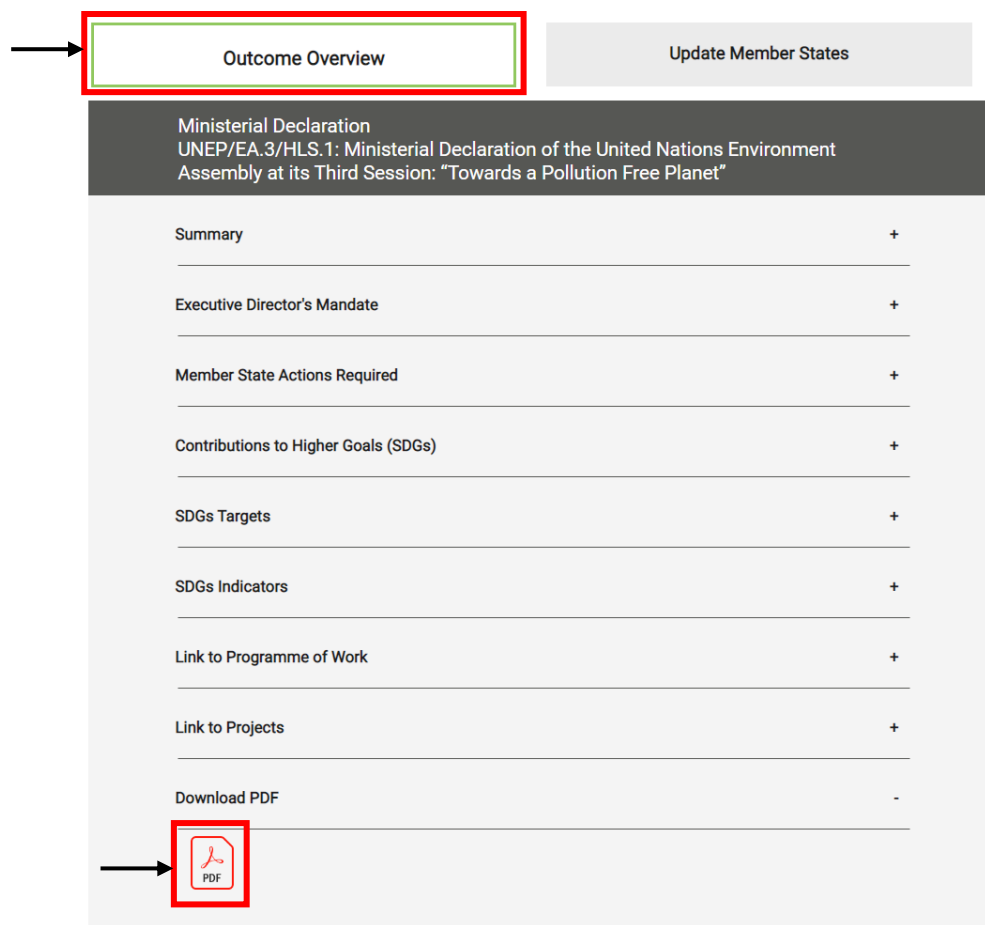 Outcome Overview
Update Member States
Ministerial Declaration
UNEP/EA.3/HLS.1: Ministerial Declaration of the United Nations Environment
Assembly at its Third Session: “Towards a Pollution Free Planet”
Summary +
Executive Director's Mandate +
Member State Actions Required +
Contributions to Higher Goals (SDGs) +
SDGs Targets +
SDGs Indicators +
Link to Programme of Work +
Link to Projects +
Download PDF -
PDF